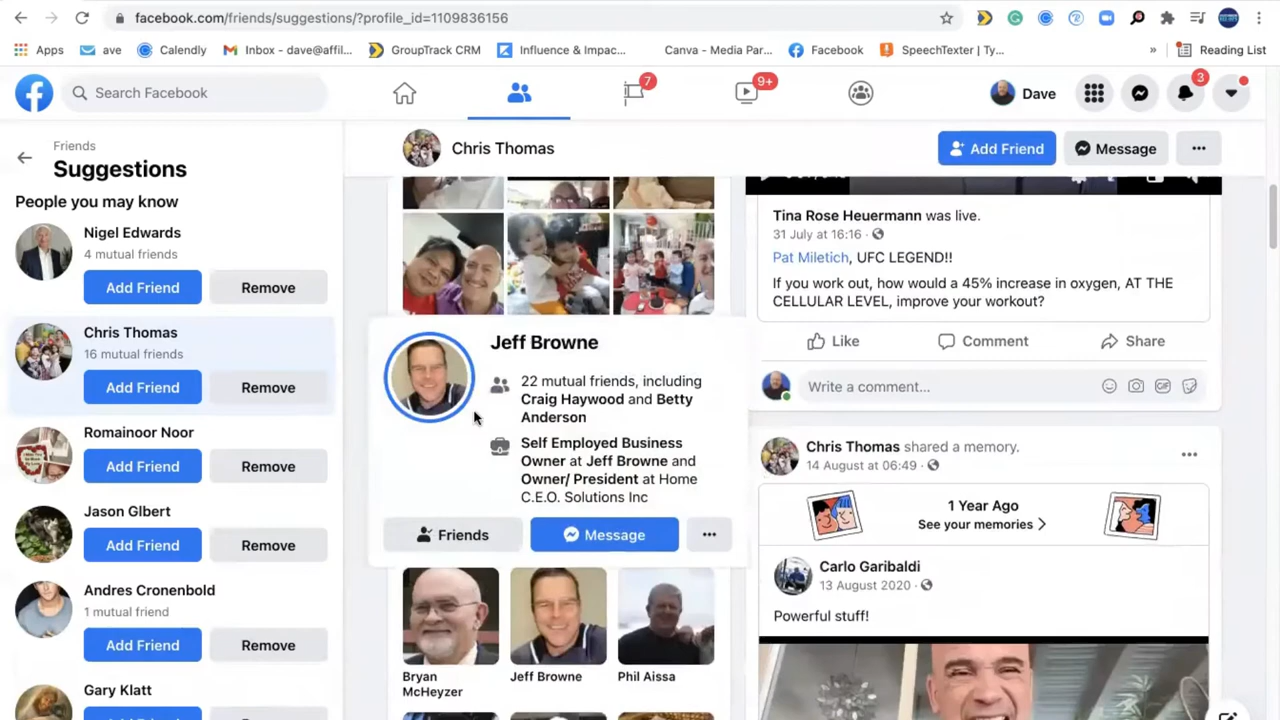 facebook.com/friends/suggestions/?profile_id=1109836156
Apps
ave
Calendly
Inbox - dave@affil...
GroupTrack CRM
Influence & Impac...
Canva - Media Par...
Facebook
SpeechTexter | Ty...
»
Reading List
Search Facebook
7
9+
Dave
3
Friends
Suggestions
People you may know
Nigel Edwards
4 mutual friends
Add Friend
Remove
Chris Thomas
16 mutual friends
Add Friend
Remove
Romainoor Noor
Add Friend
Remove
Jason GIbert
Add Friend
Remove
Andres Cronenbold
1 mutual friend
Add Friend
Remove
Gary Klatt
Chris Thomas
Add Friend
Message
Jeff Browne
22 mutual friends, including
Craig Haywood and Betty
Anderson
Self Employed Business
Owner at Jeff Browne and
Owner/ President at Home
C.E.O. Solutions Inc
Friends
Message
Bryan
McHeyzer
Jeff Browne
Phil Aissa
Tina Rose Heuermann was live.
31 July at 16:16 ·
Pat Miletich, UFC LEGEND!!
If you work out, how would a 45% increase in oxygen, AT THE
CELLULAR LEVEL, improve your workout?
Like
Comment
Share
Write a comment...
GIF
Chris Thomas shared a memory.
14 August at 06:49 ·
1 Year Ago
See your memories
Carlo Garibaldi
13 August 2020 ·
Powerful stuff!